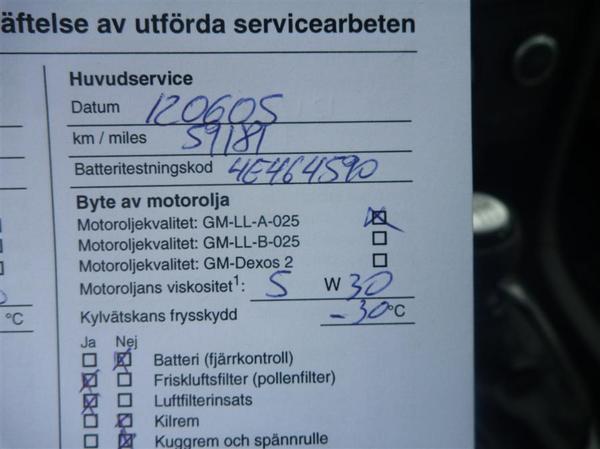 äftelse av utförda servicearbeten
Huvudservice
Datum 120605
km / miles 59181
Batteritestningskod 4E464590
Byte av motorolja
Motoroljekvalitet: GM-LL-A-025
Motoroljekvalitet: GM-LL-B-025
Motoroljekvalitet: GM-Dexos 2
Motoroljans viskositet¹: 5 W 30
°C Kylvätskans frysskydd -30°C
Ja Nej
Batteri (fjärrkontroll)
Friskluftsfilter (pollenfilter)
Luftfilterinsats
Kilrem
Kuggrem och spännrulle